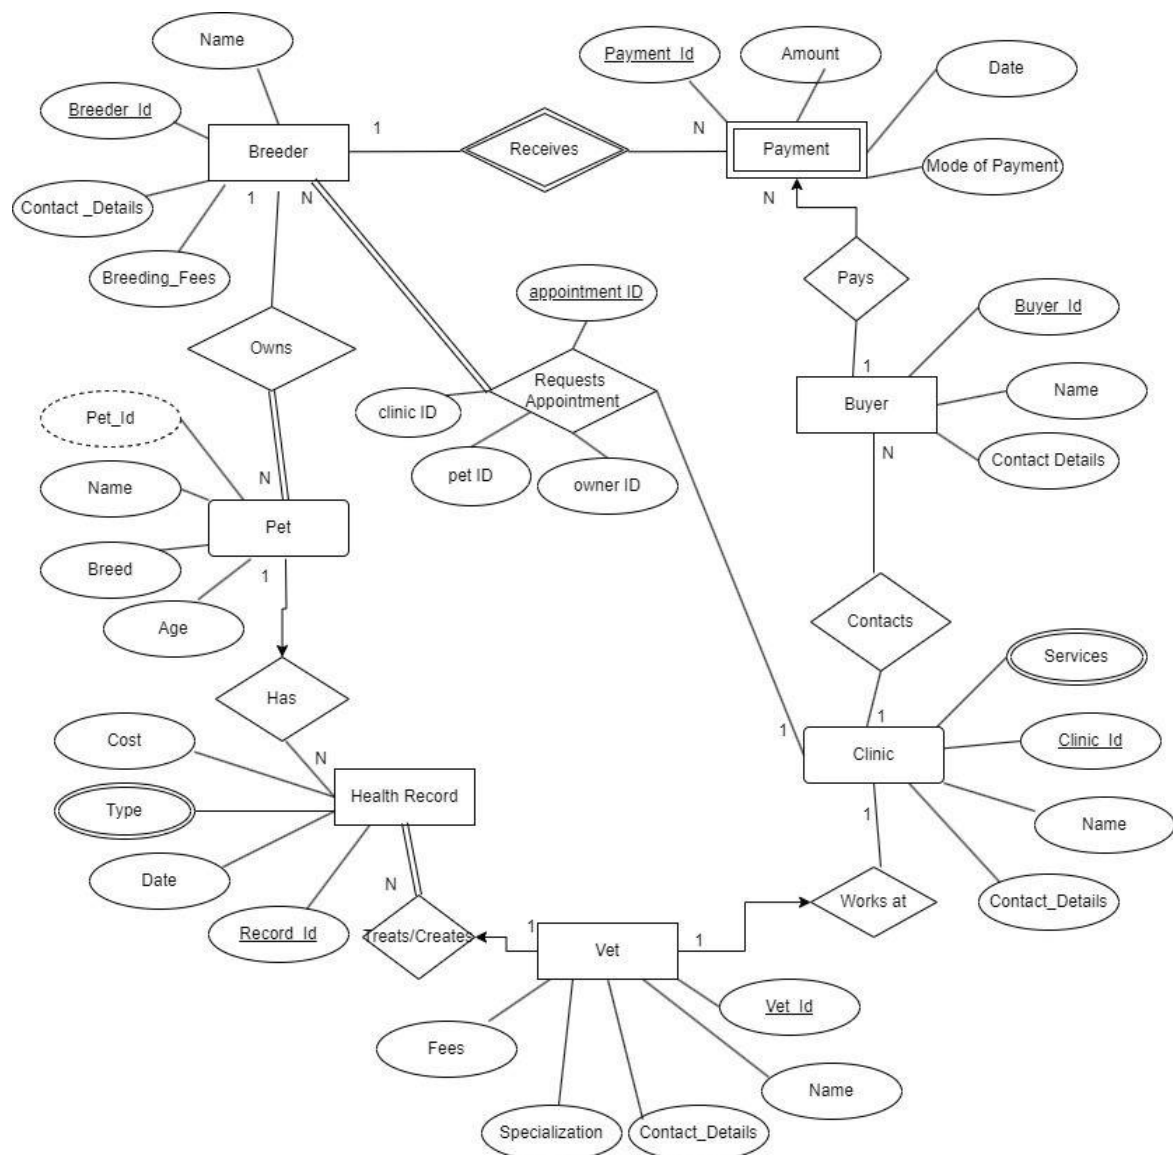 Name
Payment_Id
Amount
Date
Breeder_Id
1
N
Breeder
Receives
Payment
Mode of Payment
Contact _Details
1
N
N
Breeding_Fees
Pays
appointment ID
Buyer_Id
Owns
1
Requests
Appointment
Name
Buyer
Pet_Id
clinic ID
N
Contact Details
N
pet ID
owner ID
Name
Pet
Breed
1
Contacts
Age
Services
Has
1
1
Cost
Clinic_Id
N
Clinic
Health Record
Type
1
Name
Date
N
Works at
Contact_Details
Record_Id
Treats/Creates
1
1
Vet
Vet_Id
Fees
Name
Specialization
Contact_Details